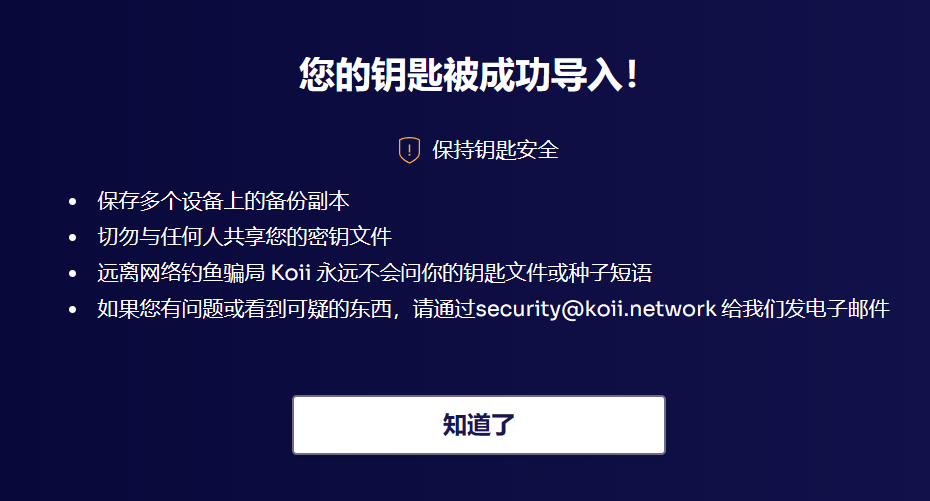 您的钥匙被成功导入！
保持钥匙安全
保存多个设备上的备份副本
切勿与任何人共享您的密钥文件
远离网络钓鱼骗局 Koii 永远不会问你的钥匙文件或种子短语
如果您有问题或看到可疑的东西，请通过security@koii.network 给我们发电子邮件
知道了